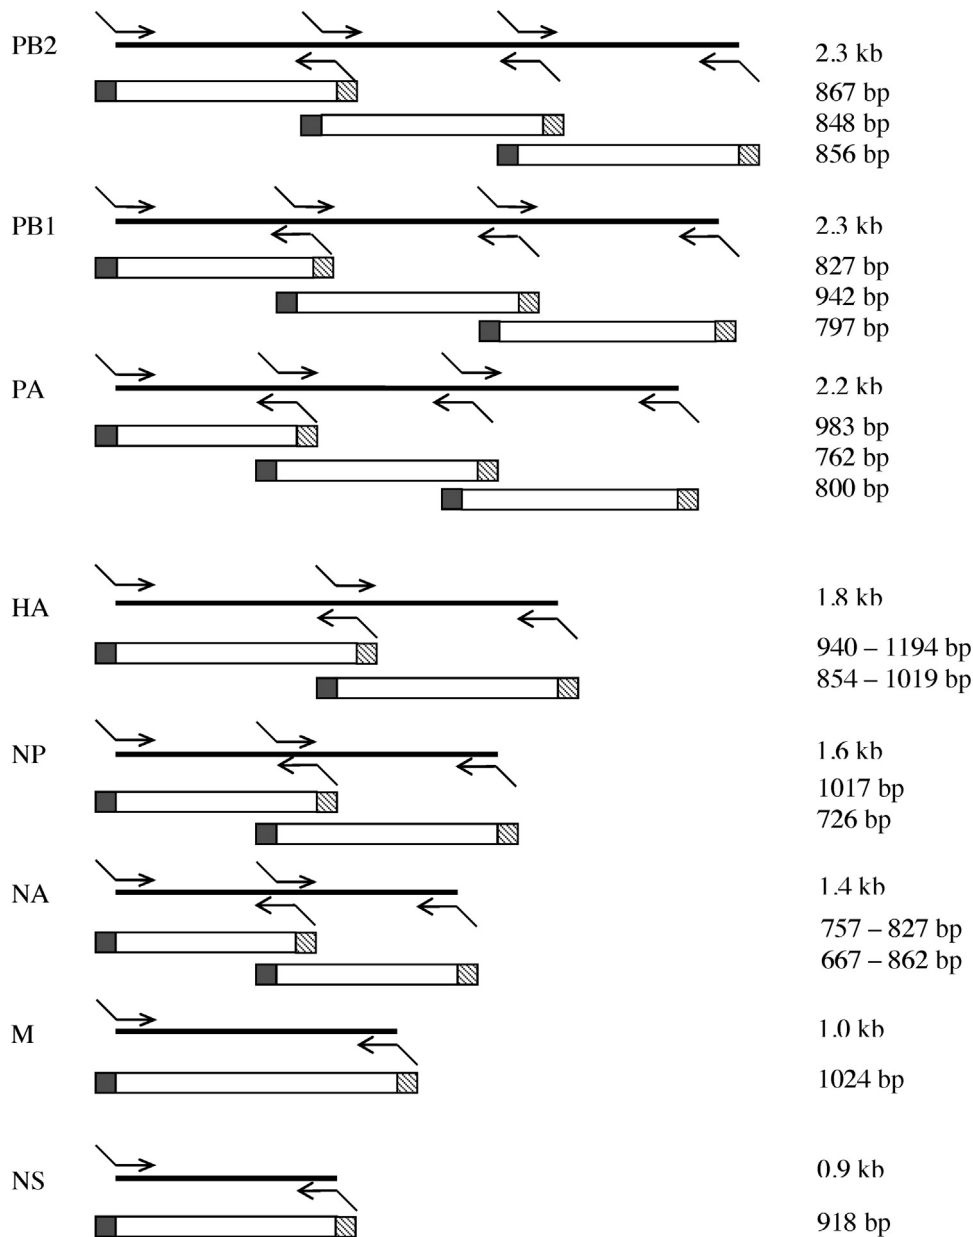 PB2
2.3 kb
867 bp
848 bp
856 bp
PB1
2.3 kb
827 bp
942 bp
797 bp
PA
2.2 kb
983 bp
762 bp
800 bp
HA
1.8 kb
940 – 1194 bp
854 – 1019 bp
NP
1.6 kb
1017 bp
726 bp
NA
1.4 kb
757 – 827 bp
667 – 862 bp
M
1.0 kb
1024 bp
NS
0.9 kb
918 bp